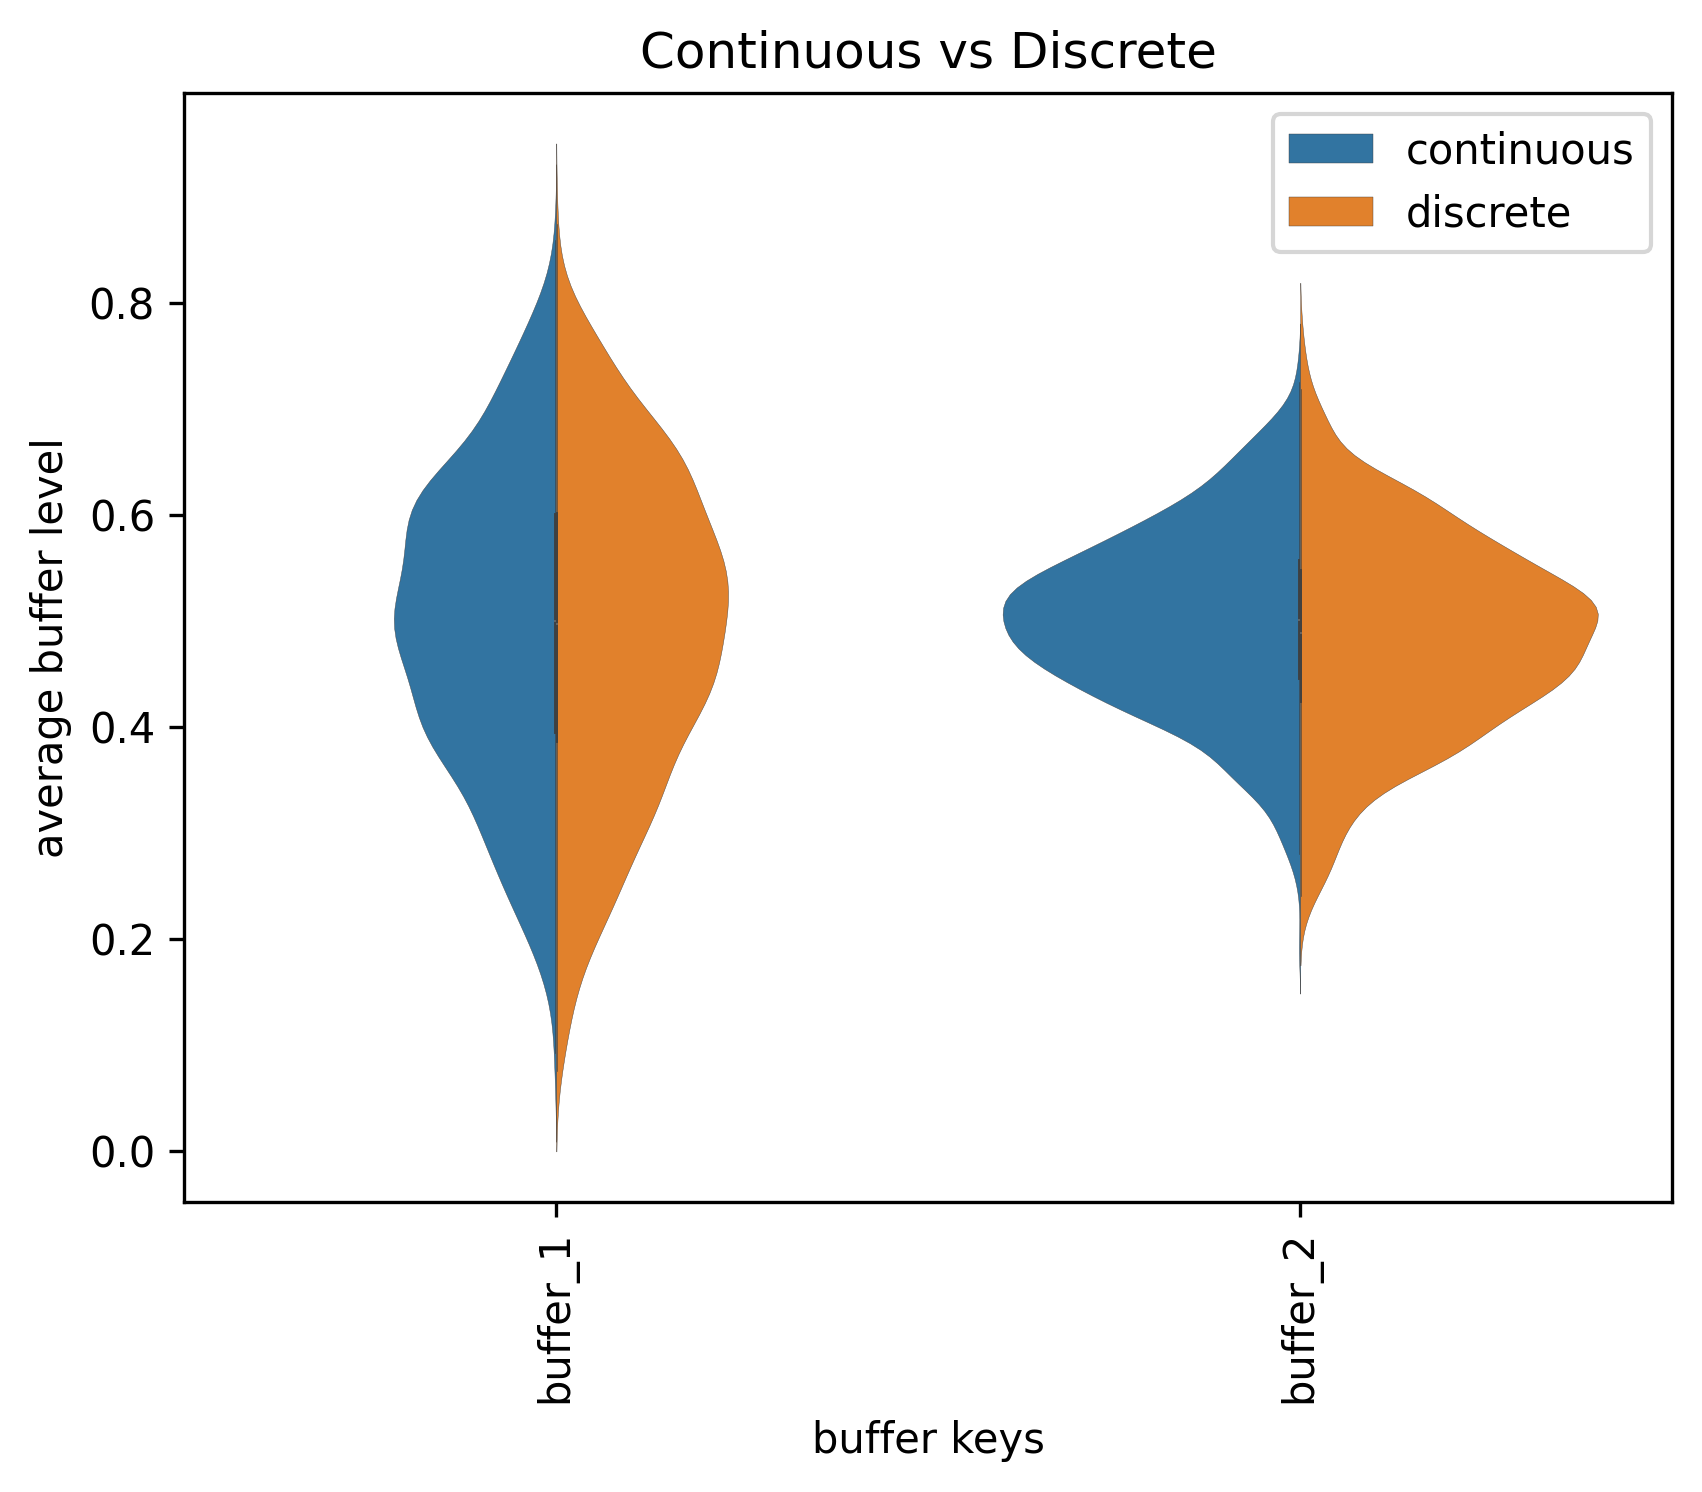 Continuous vs Discrete
continuous
discrete
average buffer level
0.8
0.6
0.4
0.2
0.0
buffer_1
buffer_2
buffer keys